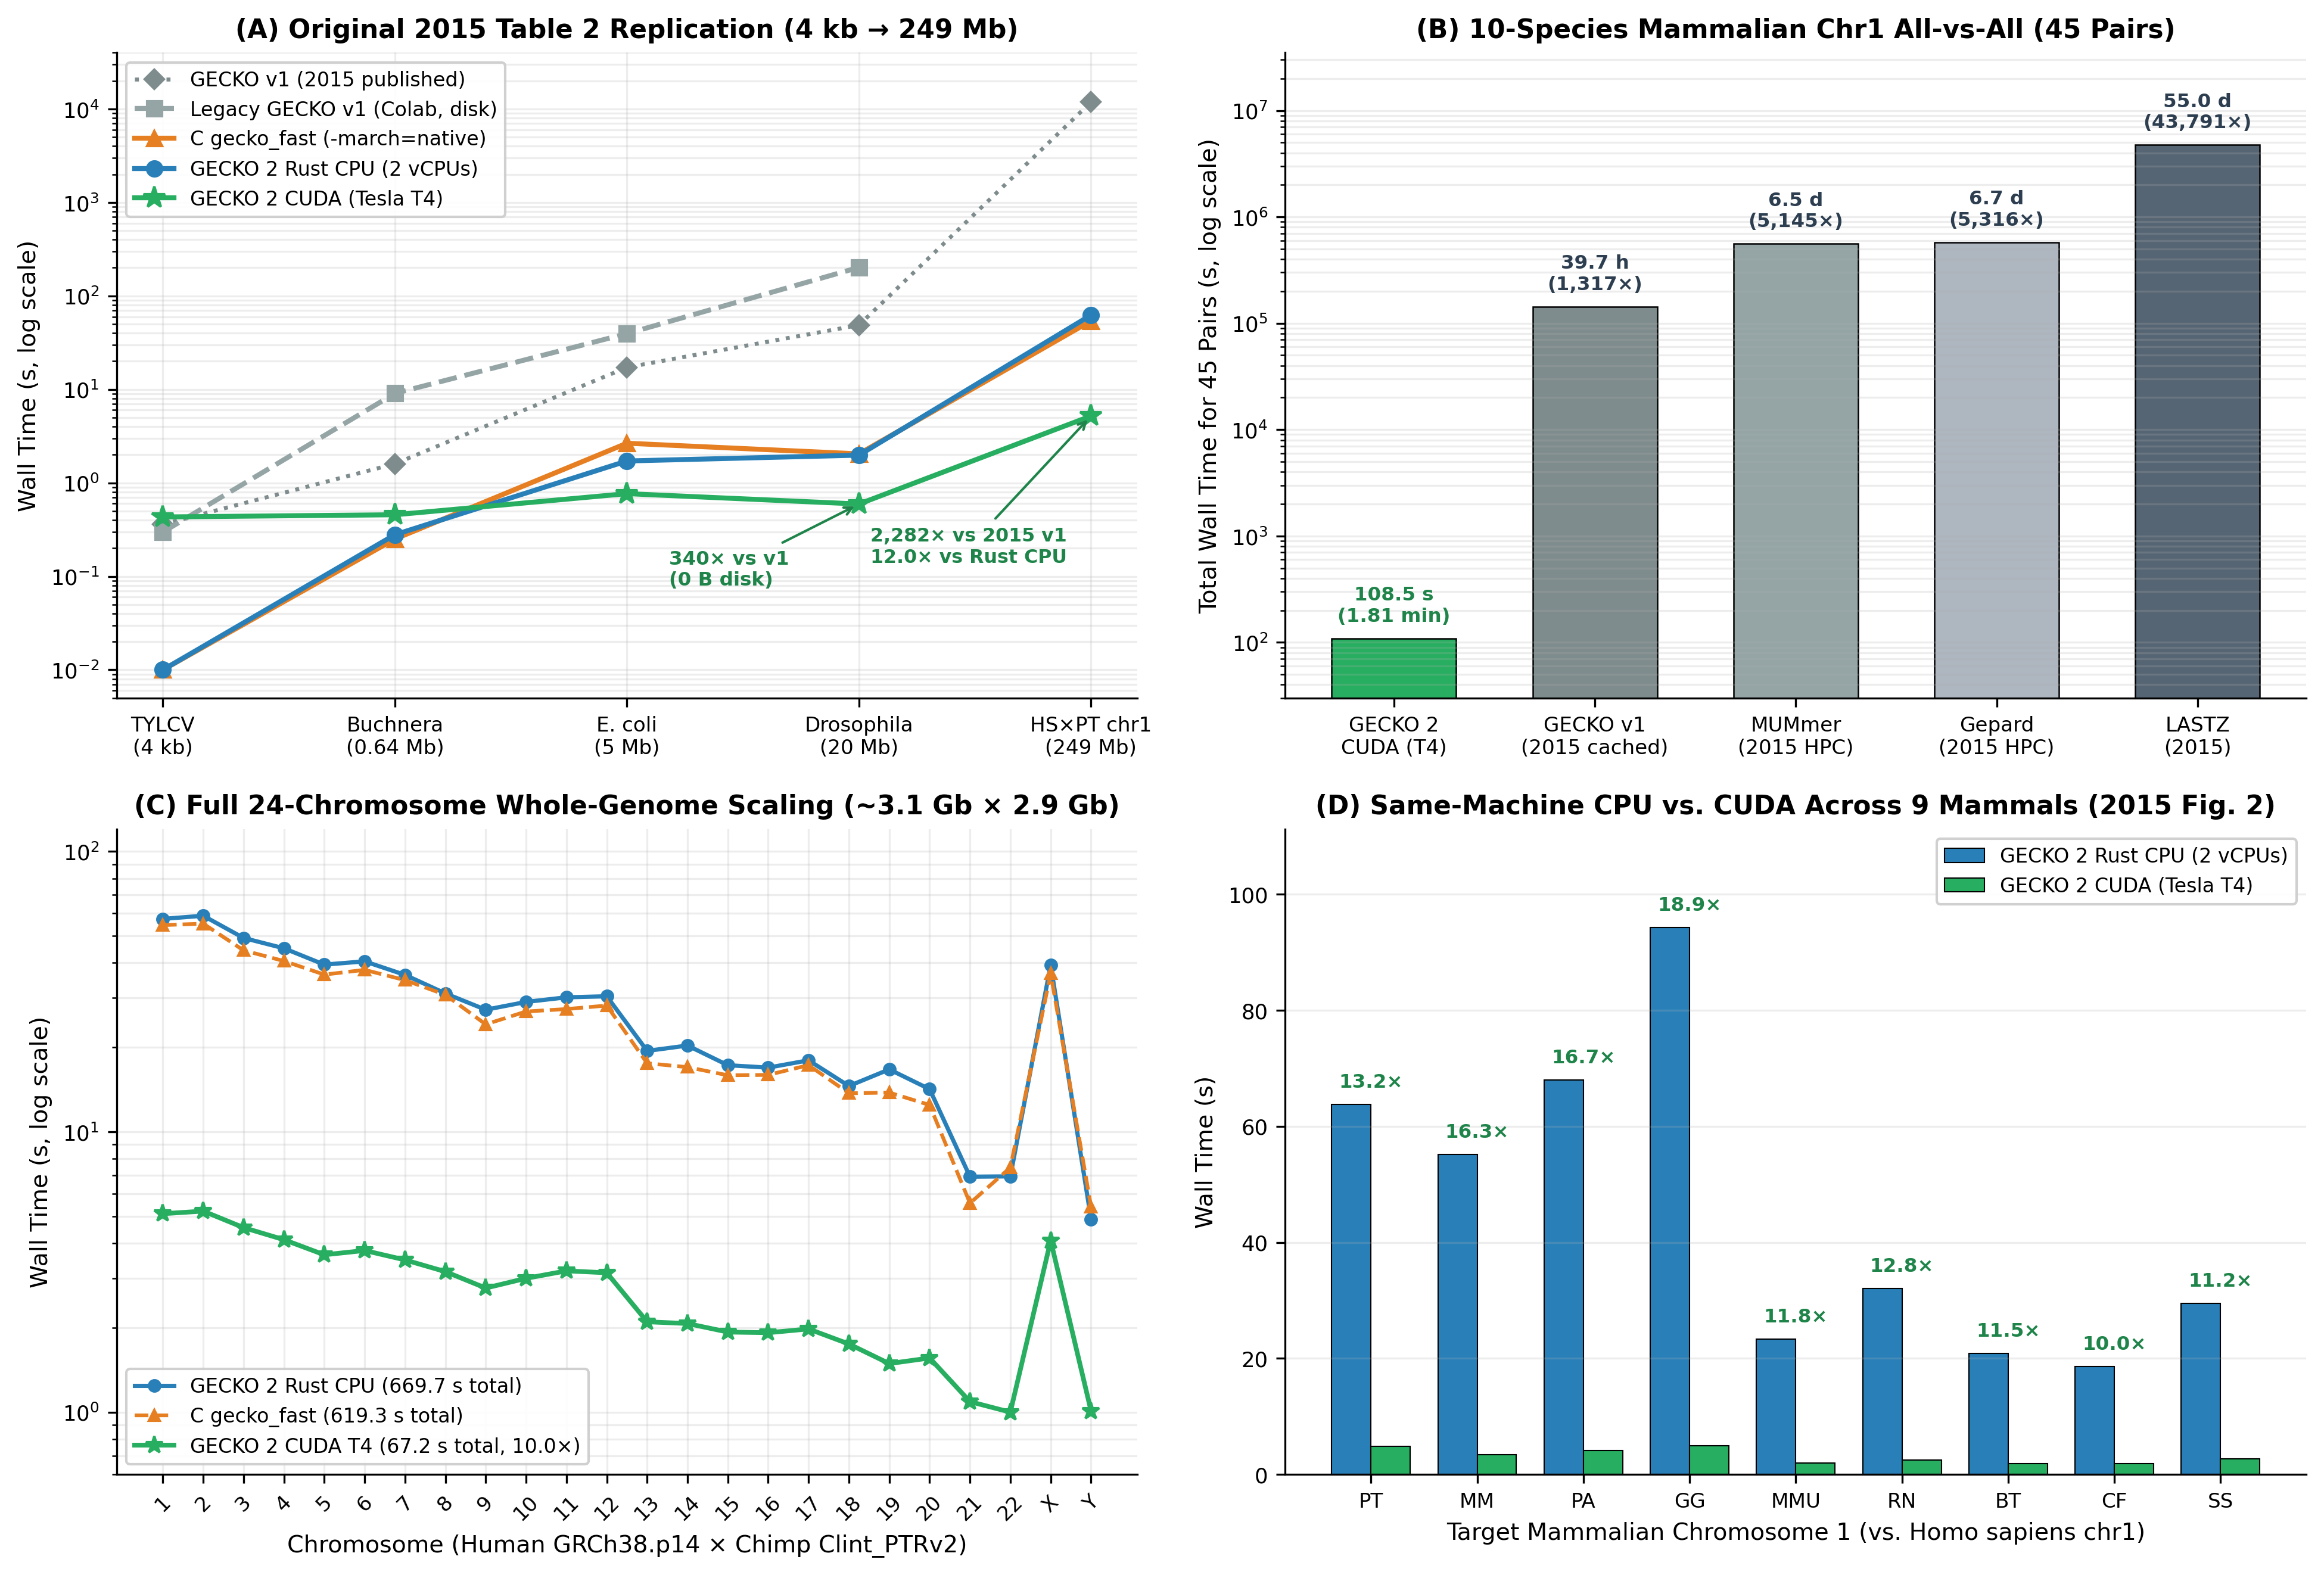 (A) Original 2015 Table 2 Replication (4 kb → 249 Mb)
Wall Time (s, log scale)
10⁴
10³
10²
10¹
10⁰
10⁻¹
10⁻²
GECKO v1 (2015 published)
Legacy GECKO v1 (Colab, disk)
C gecko_fast (-march=native)
GECKO 2 Rust CPU (2 vCPUs)
GECKO 2 CUDA (Tesla T4)
340× vs v1
(0 B disk)
2,282× vs 2015 v1
12.0× vs Rust CPU
TYLCV
(4 kb)
Buchnera
(0.64 Mb)
E. coli
(5 Mb)
Drosophila
(20 Mb)
HS×PT chr1
(249 Mb)
(B) 10-Species Mammalian Chr1 All-vs-All (45 Pairs)
Total Wall Time for 45 Pairs (s, log scale)
10⁷
10⁶
10⁵
10⁴
10³
10²
108.5 s
(1.81 min)
39.7 h
(1,317×)
6.5 d
(5,145×)
6.7 d
(5,316×)
55.0 d
(43,791×)
GECKO 2
CUDA (T4)
GECKO v1
(2015 cached)
MUMmer
(2015 HPC)
Gepard
(2015 HPC)
LASTZ
(2015)
(C) Full 24-Chromosome Whole-Genome Scaling (~3.1 Gb × 2.9 Gb)
Wall Time (s, log scale)
10²
10¹
10⁰
GECKO 2 Rust CPU (669.7 s total)
C gecko_fast (619.3 s total)
GECKO 2 CUDA T4 (67.2 s total, 10.0×)
1 2 3 4 5 6 7 8 9 10 11 12 13 14 15 16 17 18 19 20 21 22 X Y
Chromosome (Human GRCh38.p14 × Chimp Clint_PTRv2)
(D) Same-Machine CPU vs. CUDA Across 9 Mammals (2015 Fig. 2)
Wall Time (s)
100
80
60
40
20
0
GECKO 2 Rust CPU (2 vCPUs)
GECKO 2 CUDA (Tesla T4)
13.2×
16.3×
16.7×
18.9×
11.8×
12.8×
11.5×
10.0×
11.2×
PT MM PA GG MMU RN BT CF SS
Target Mammalian Chromosome 1 (vs. Homo sapiens chr1)